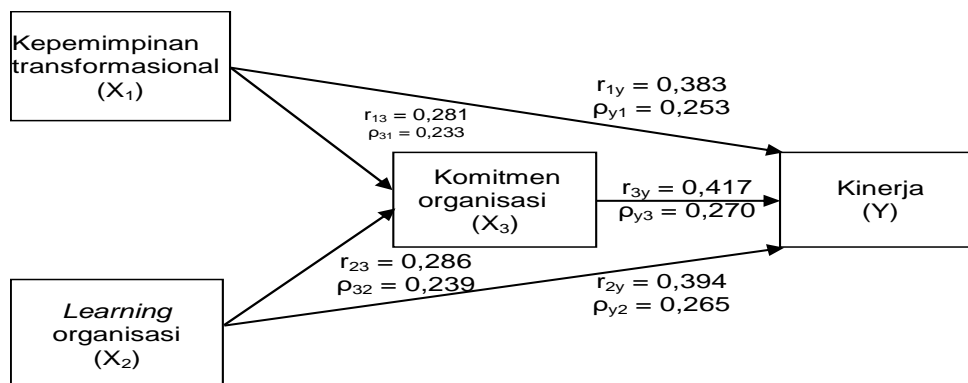 Kepemimpinan
transformasional
(X₁)
r₁y = 0,383
ρy₁ = 0,253
r₁₃ = 0,281
ρ₃₁ = 0,233
Komitmen
organisasi
(X₃)
r₃y = 0,417
ρy₃ = 0,270
Kinerja
(Y)
r₂₃ = 0,286
ρ₃₂ = 0,239
r₂y = 0,394
ρy₂ = 0,265
Learning
organisasi
(X₂)